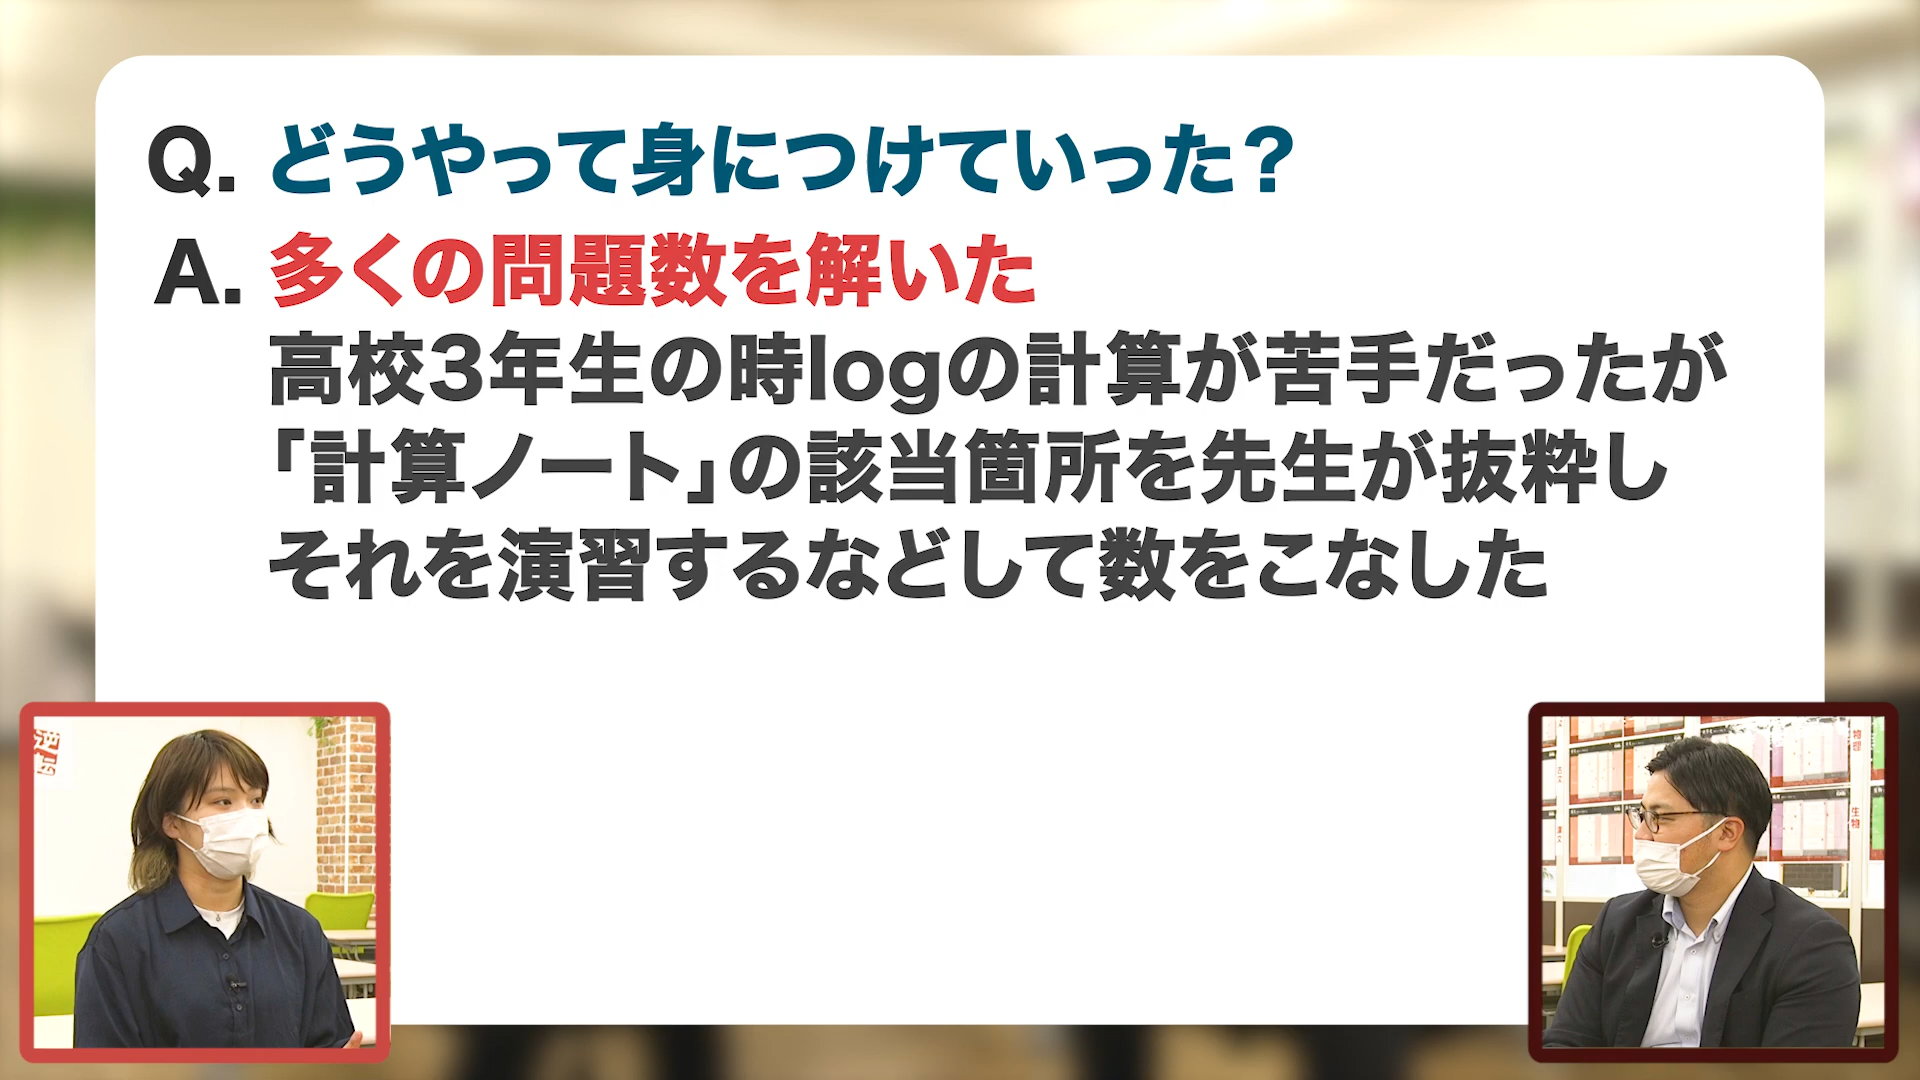 Q. どうやって身につけていった？
A. 多くの問題数を解いた
高校3年生の時logの計算が苦手だったが
「計算ノート」の該当箇所を先生が抜粋し
それを演習するなどして数をこなした
物理
生物